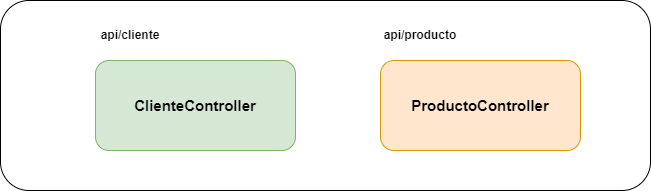 api/cliente
api/producto
ClienteController
ProductoController